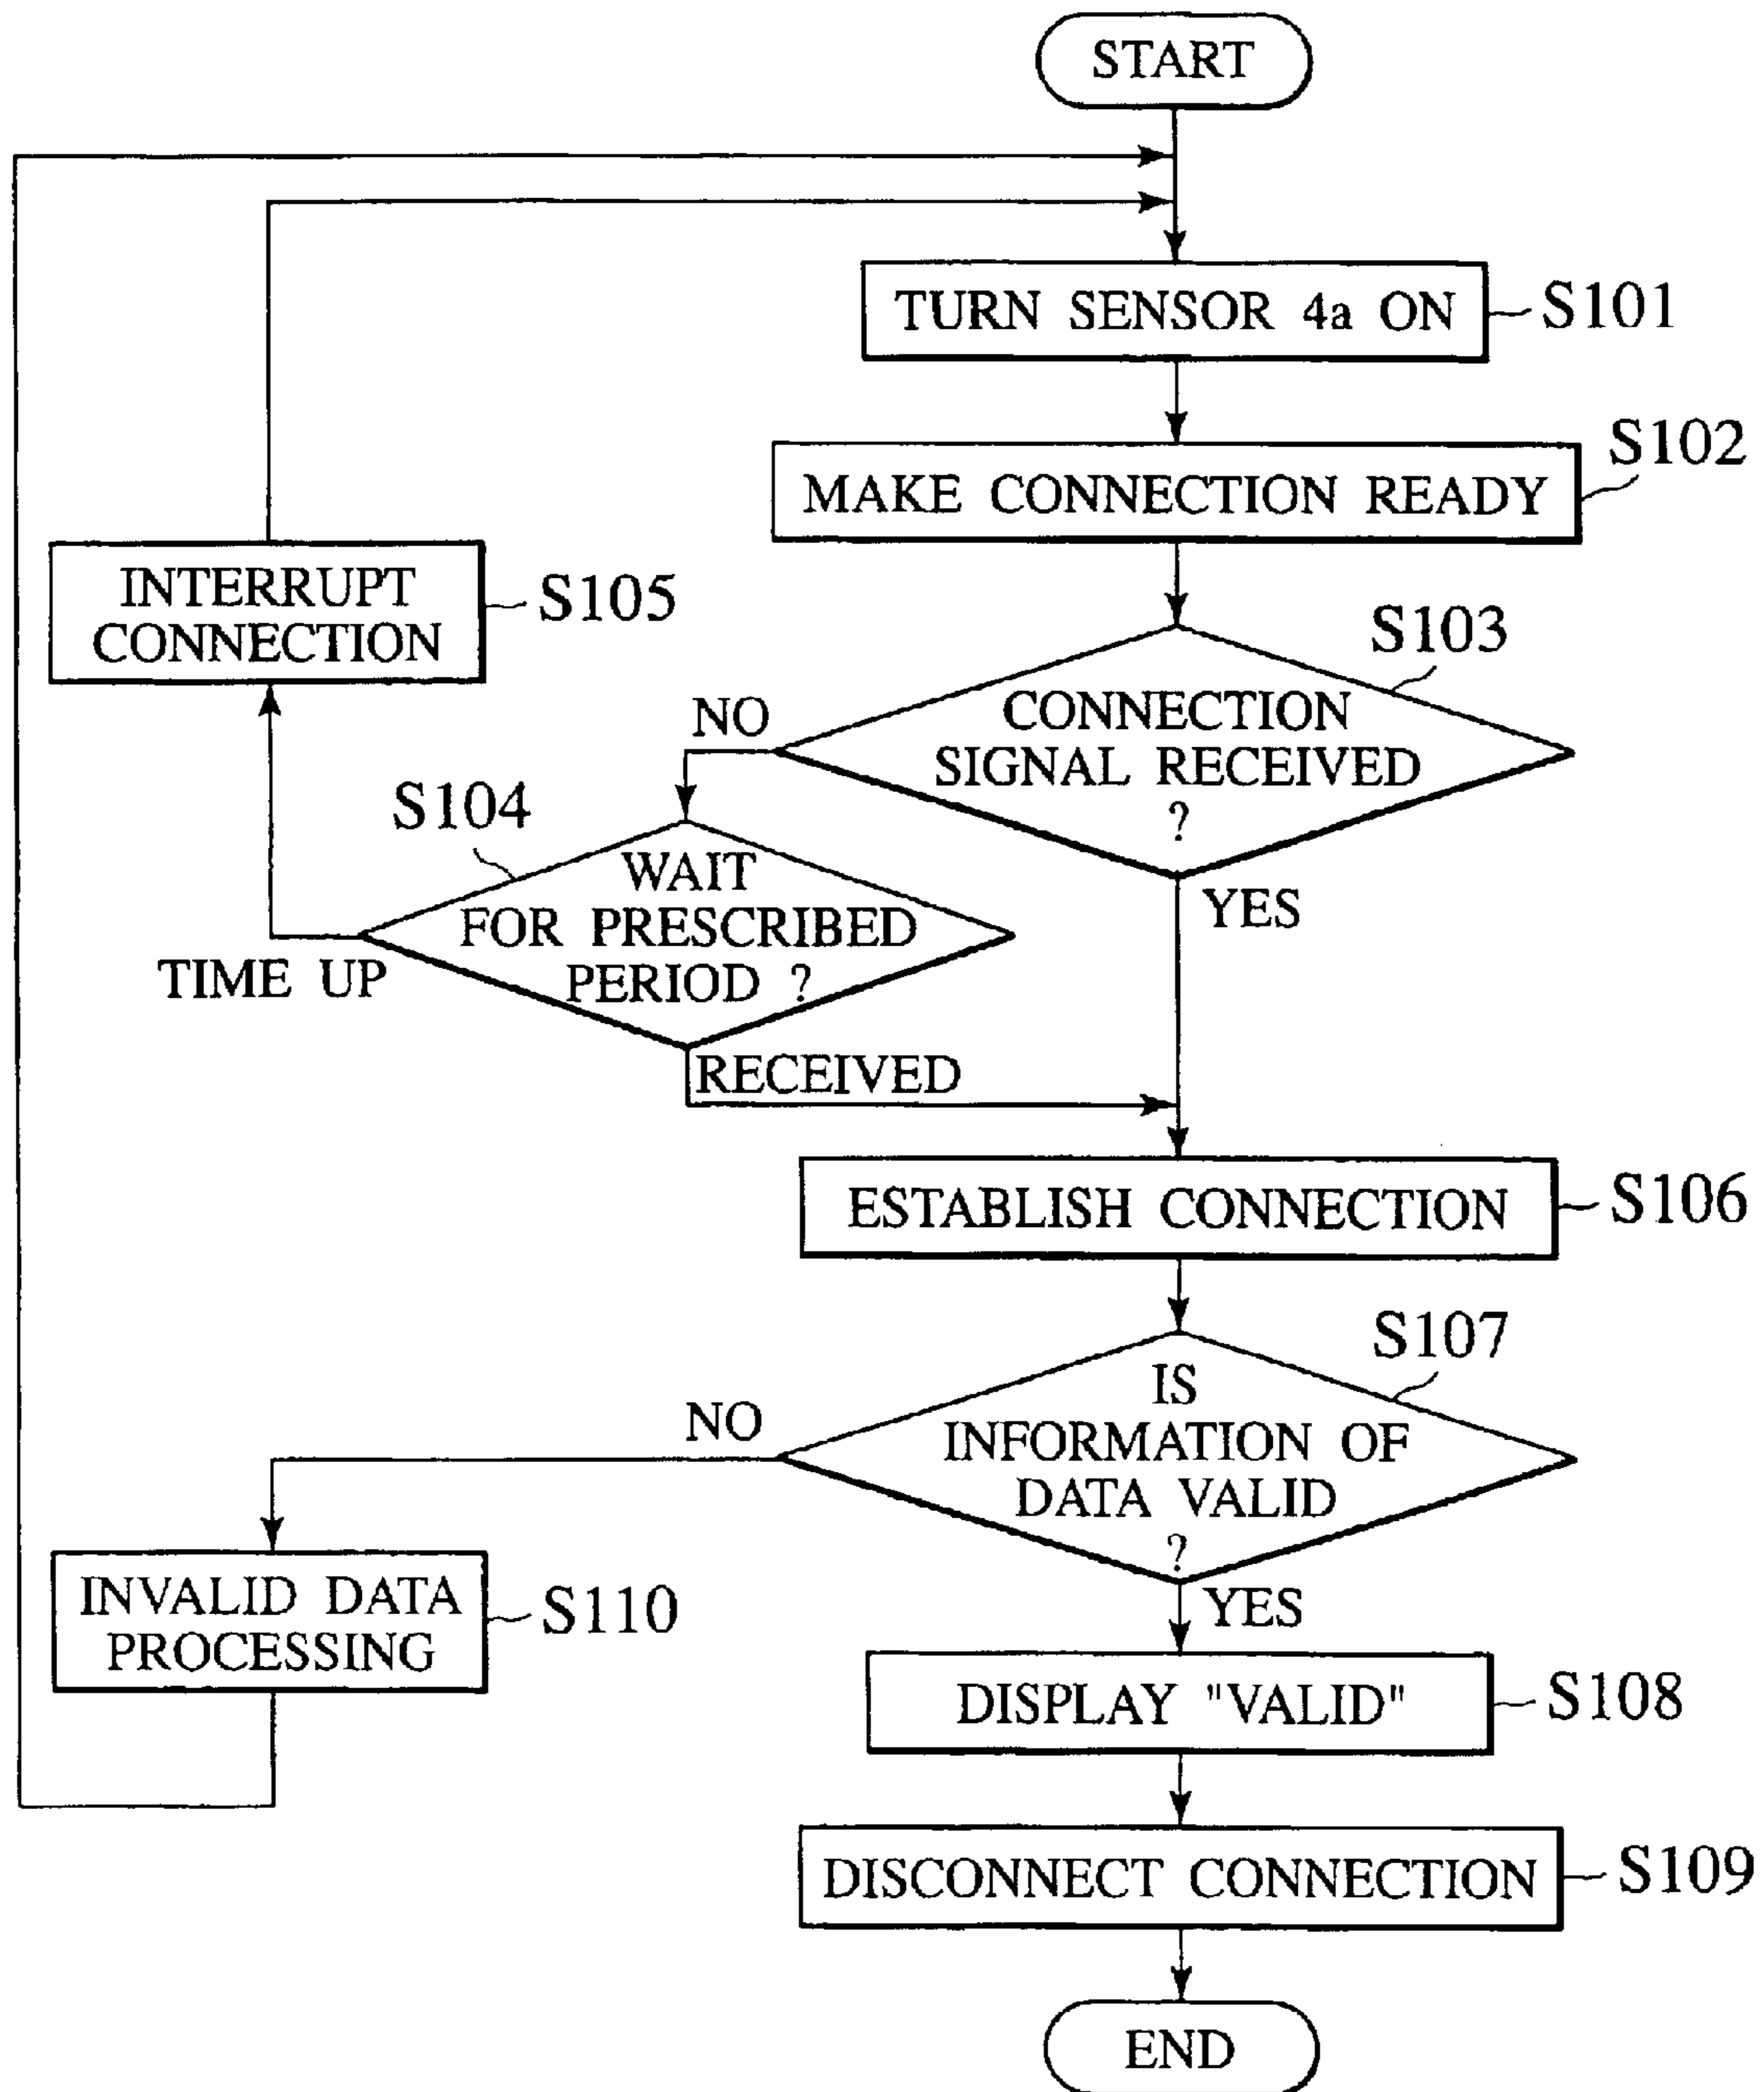 START
TURN SENSOR 4a ON
S101
MAKE CONNECTION READY
S102
INTERRUPT
CONNECTION
S105
CONNECTION
SIGNAL RECEIVED
?
S103
NO
YES
S104
WAIT
FOR PRESCRIBED
PERIOD ?
TIME UP
RECEIVED
ESTABLISH CONNECTION
S106
IS
INFORMATION OF
DATA VALID
?
S107
NO
YES
INVALID DATA
PROCESSING
S110
DISPLAY "VALID"
S108
DISCONNECT CONNECTION
S109
END